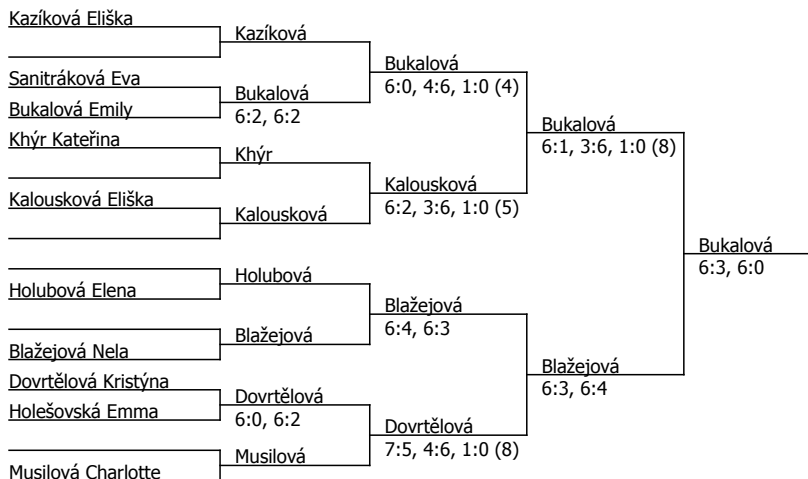 Kazíková Eliška
Sanitráková Eva
Bukalová Emily
Khýr Kateřina
Kalousková Eliška
Holubová Elena
Blažejová Nela
Dovrtělová Kristýna
Holešovská Emma
Musilová Charlotte
Kazíková
Bukalová
6:2, 6:2
Khýr
Kalousková
Holubová
Blažejová
Dovrtělová
6:0, 6:2
Musilová
Bukalová
6:0, 4:6, 1:0 (4)
Kalousková
6:2, 3:6, 1:0 (5)
Blažejová
6:4, 6:3
Dovrtělová
7:5, 4:6, 1:0 (8)
Bukalová
6:1, 3:6, 1:0 (8)
Blažejová
6:3, 6:4
Bukalová
6:3, 6:0